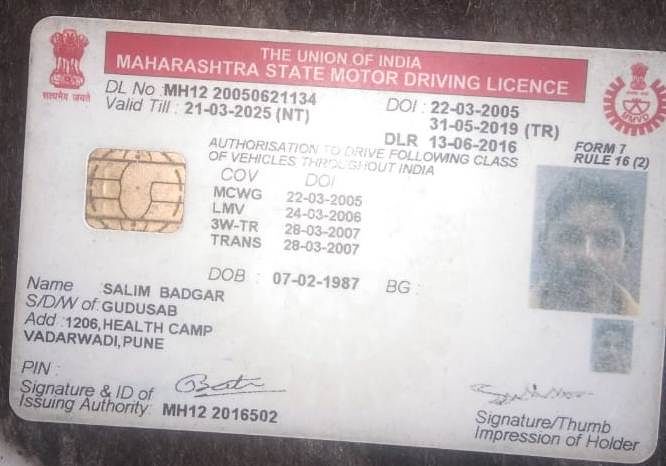 THE UNION OF INDIA
MAHARASHTRA STATE MOTOR DRIVING LICENCE
सत्यमेव जयते
DL No : MH12 20050621134 DOI : 22-03-2005
Valid Till : 21-03-2025 (NT) 31-05-2019 (TR)
DLR 13-06-2016
FORM 7
RULE 16 (2)
AUTHORISATION TO DRIVE FOLLOWING CLASS
OF VEHICLES THROUGHOUT INDIA
COV DOI
MCWG 22-03-2005
LMV 24-03-2006
3W-TR 28-03-2007
TRANS 28-03-2007
DOB : 07-02-1987 BG :
Name SALIM BADGAR
S/D/W of GUDUSAB
Add : 1206, HEALTH CAMP
VADARWADI, PUNE
PIN :
Signature & ID of
Issuing Authority: MH12 2016502
Signature/Thumb
Impression of Holder